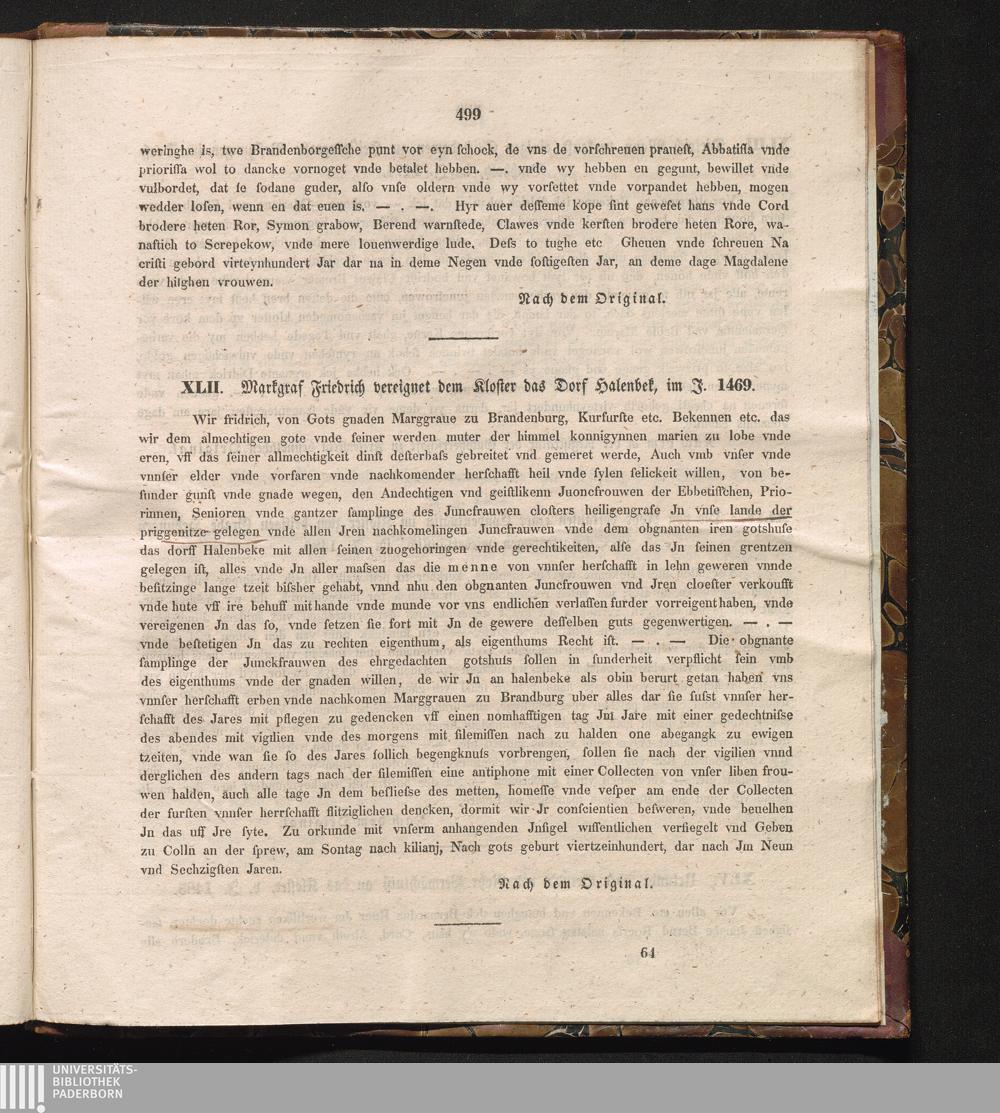 499
weringhe is, twe Brandenborgeſſche punt vor eyn ſchock, de vns de vorſchreuen praueſt, Abbatiſſa vnde
prioriſſa wol to dancke vornoget vnde betalet hebben. —. vnde wy hebben en gegunt, bewillet vnde
vulbordet, dat ſe ſodane guder, alſo vnſe oldern vnde wy vorſettet vnde vorpandet hebben, mogen
wedder loſen, wenn en dat euen is. — . —. Hyr auer deſſeme kope ſint geweſet hans vnde Cord
brodere heten Ror, Symon grabow, Berend warnſtede, Clawes vnde kerſten brodere heten Rore, wa-
naftich to Screpekow, vnde mere louenwerdige lude. Deſs to tughe etc Gheuen vnde ſchreuen Na
criſti gebord virteynhundert Jar dar na in deme Negen vnde ſoſtigeſten Jar, an deme dage Magdalene
der hilghen vrouwen.
Nach dem Original.
XLII. Markgraf Friedrich vereignet dem Kloſter das Dorf Halenbek, im J. 1469.
Wir fridrich, von Gots gnaden Marggraue zu Brandenburg, Kurfurſte etc. Bekennen etc. das
wir dem almechtigen gote vnde ſeiner werden muter der himmel konnigynnen marien zu lobe vnde
eren, vff das ſeiner allmechtigkeit dinſt deſterbaſs gebreitet vnd gemeret werde, Auch vmb vnſer vnde
vnnſer elder vnde vorfaren vnde nachkomender herſchafft heil vnde ſylen ſelickeit willen, von be-
ſunder gunſt vnde gnade wegen, den Andechtigen vnd geiſtlikenn Juoncfrouwen der Ebbetiſſchen, Prio-
rinnen, Senioren vnde gantzer ſamplinge des Juncfrauwen cloſters heiligengrafe Jn vnſe lande der
priggenitze gelegen vnde allen Jren nachkomelingen Juncfrauwen vnde dem obgnanten iren gotshuſe
das dorff Halenbeke mit allen ſeinen zuogehoringen vnde gerechtikeiten, alſe das Jn ſeinen grentzen
gelegen iſt, alles vnde Jn aller maſsen das die menne von vnnſer herſchafft in lehn geweren vnnde
beſitzinge lange tzeit biſsher gehabt, vnnd nhu den obgnanten Juncfrouwen vnd Jren cloeſter verkoufft
vnde hute vff ire behuff mit hande vnde munde vor vns endlichen verlaſſen furder vorreigent haben, vnde
vereigenen Jn das ſo, vnde ſetzen ſie fort mit Jn de gewere deſſelben guts gegenwertigen. — . —
vnde beſtetigen Jn das zu rechten eigenthum, als eigenthums Recht iſt. — . — Die obgnante
ſamplinge der Junckfrauwen des ehrgedachten gotshuſs ſollen in ſunderheit verpflicht ſein vmb
des eigenthums vnde der gnaden willen, de wir Jn an halenbeke als obin berurt getan haben vns
vnnſer herſchafft erben vnde nachkomen Marggrauen zu Brandburg uber alles dar ſie ſuſst vnnſer her-
ſchafft des Jares mit pflegen zu gedencken vff einen nomhafftigen tag Jm Jare mit einer gedechtniſse
des abendes mit vigilien vnde des morgens mit ſilemiſſen nach zu halden one abegangk zu ewigen
tzeiten, vnde wan ſie ſo des Jares ſollich begengknuſs vorbrengen, ſollen ſie nach der vigilien vnnd
derglichen des andern tags nach der ſilemiſſen eine antiphone mit einer Collecten von vnſer liben frou-
wen halden, auch alle tage Jn dem beſlieſse des metten, homeſſe vnde veſper am ende der Collecten
der furſten vnnſer herrſchafft flitziglichen dencken, dormit wir Jr conſcientien beſweren, vnde beuelhen
Jn das uff Jre ſyte. Zu orkunde mit vnſerm anhangenden Jnſigel wiſſentlichen verſiegelt vnd Geben
zu Colln an der ſprew, am Sontag nach kilianj, Nach gots geburt viertzeinhundert, dar nach Jm Neun
vnd Sechzigſten Jaren.
Nach dem Original.
64
UNIVERSITÄTS-
BIBLIOTHEK
PADERBORN